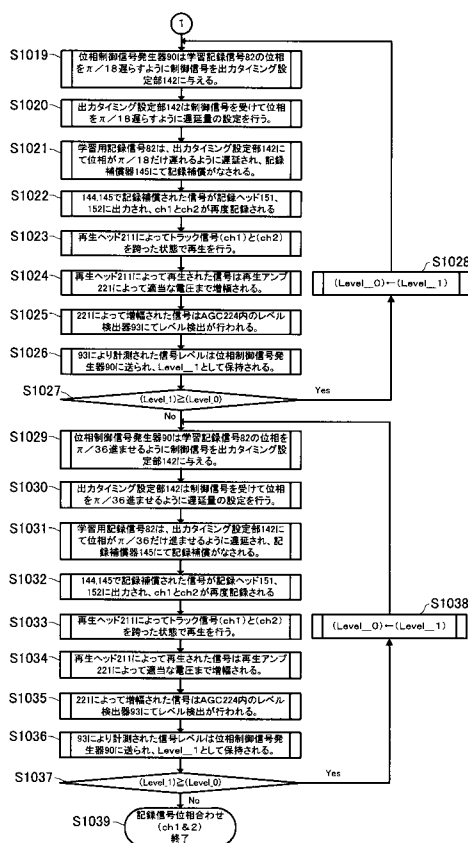 1
S1019
位相制御信号発生器90は学習記録信号82の位相
をπ/18遅らすように制御信号を出力タイミング設
定部142に与える。
S1020
出力タイミング設定部142は制御信号を受けて位相
をπ/18遅らすように遅延量の設定を行う。
S1021
学習用記録信号82は、出力タイミング設定部142に
て位相がπ/18だけ遅れるように遅延され、記録
補償器145にて記録補償がなされる。
S1022
144,145で記録補償された信号が記録ヘッド151、
152に出力され、ch1とch2が再度記録される
S1023
再生ヘッド211によってトラック信号(ch1)と(ch2)
を跨った状態で再生を行う。
S1024
再生ヘッド211によって再生された信号は再生アンプ
221によって適当な電圧まで増幅される。
S1025
221によって増幅された信号はAGC224内のレベル
検出器93にてレベル検出が行われる。
S1026
93により計測された信号レベルは位相制御信号発
生器90に送られ、Level_1として保持される。
S1027
(Level_1)≧(Level_0)
Yes
No
S1028
(Level_0)←(Level_1)
S1029
位相制御信号発生器90は学習記録信号82の位相を
π/36進ませるように制御信号を出力タイミング設
定部142に与える。
S1030
出力タイミング設定部142は制御信号を受けて位相
をπ/36進ませるように遅延量の設定を行う。
S1031
学習用記録信号82は、出力タイミング設定部142に
て位相がπ/36だけ進ませるように遅延され、記
録補償器145にて記録補償がなされる。
S1032
144,145で記録補償された信号が記録ヘッド151、
152に出力され、ch1とch2が再度記録される
S1033
再生ヘッド211によってトラック信号(ch1)と(ch2)
を跨った状態で再生を行う。
S1034
再生ヘッド211によって再生された信号は再生アンプ
221によって適当な電圧まで増幅される。
S1035
221によって増幅された信号はAGC224内のレベル
検出器93にてレベル検出が行われる。
S1036
93により計測された信号レベルは位相制御信号発
生器90に送られ、Level_1として保持される。
S1037
(Level_1)≧(Level_0)
Yes
No
S1038
(Level_0)←(Level_1)
S1039
記録信号位相合わせ
(ch1&2)
終了